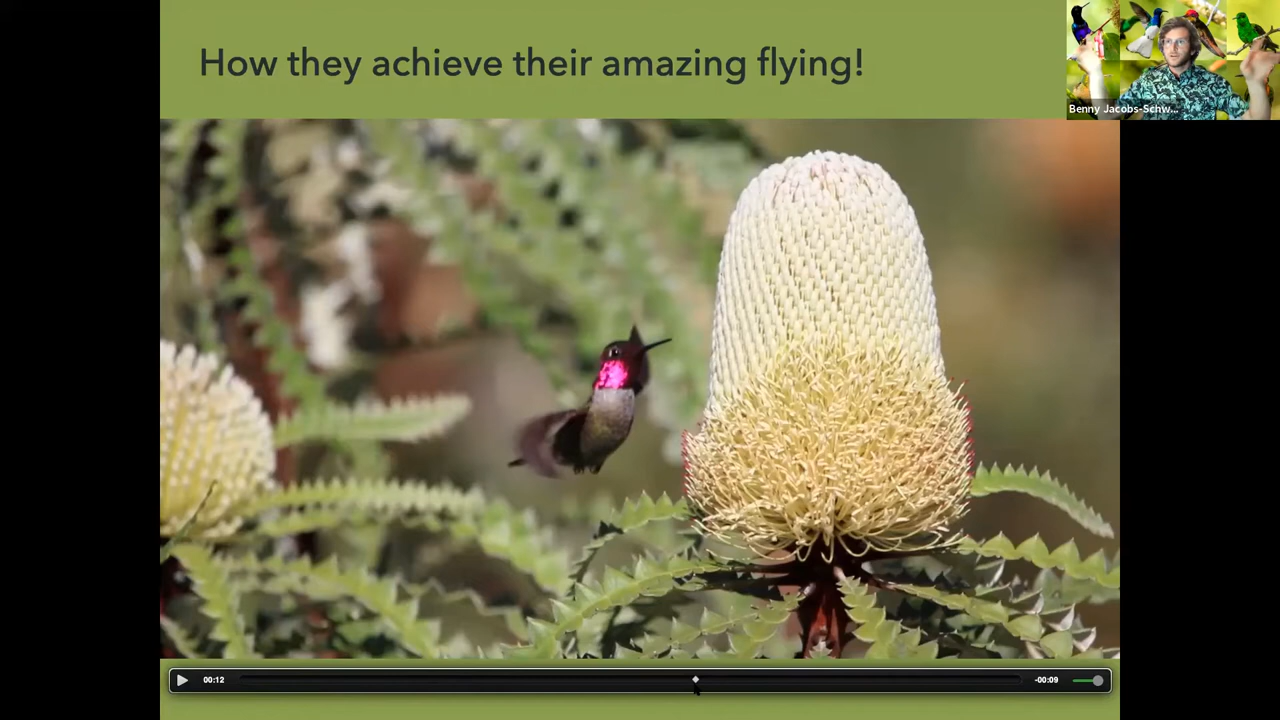 How they achieve their amazing flying!
Benny Jacobs-Schw...
00:12
-00:09